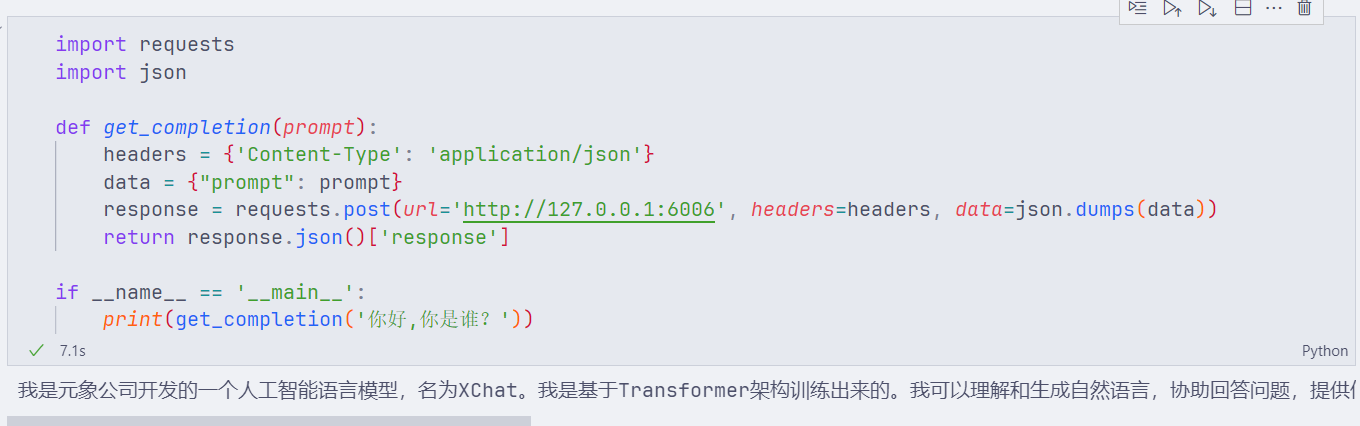 import requests
import json
def get_completion(prompt):
    headers = {'Content-Type': 'application/json'}
    data = {"prompt": prompt}
    response = requests.post(url='http://127.0.0.1:6006', headers=headers, data=json.dumps(data))
    return response.json()['response']
if __name__ == '__main__':
    print(get_completion('你好,你是谁？'))
7.1s
Python
我是元象公司开发的一个人工智能语言模型，名为XChat。我是基于Transformer架构训练出来的。我可以理解和生成自然语言，协助回答问题，提供